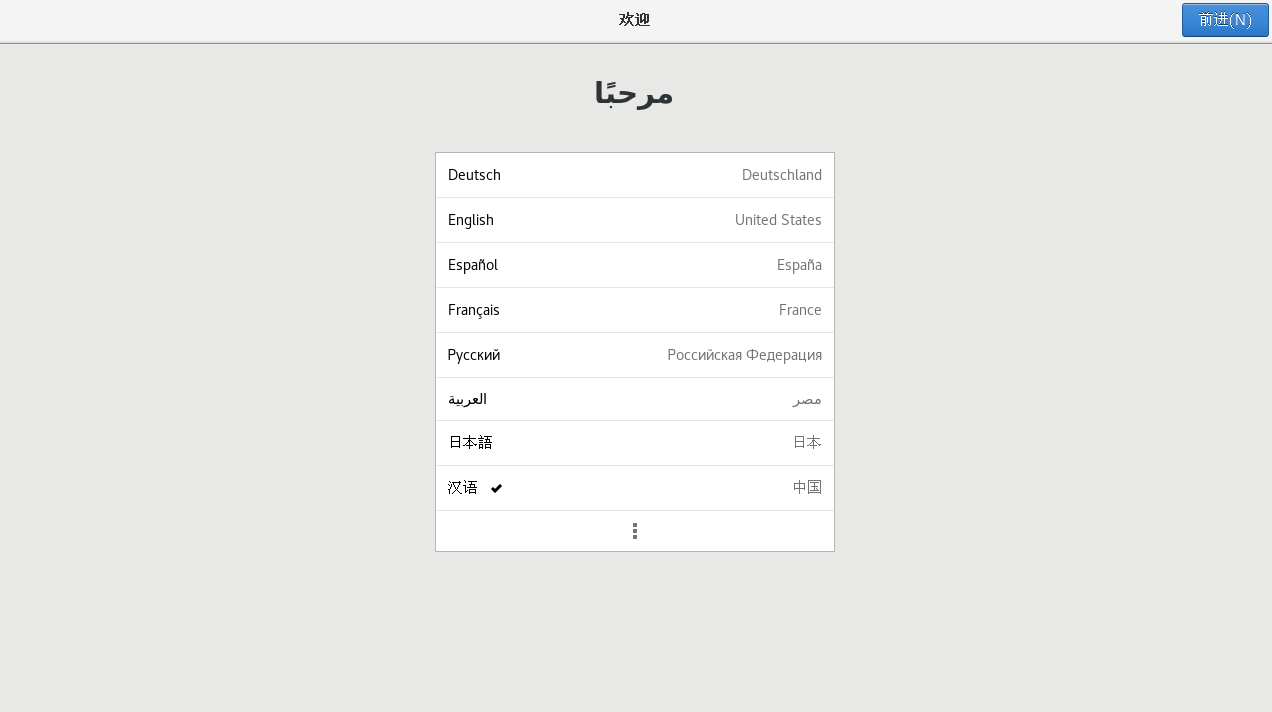 欢迎
前进(N)
مرحبًا
Deutsch Deutschland
English United States
Español España
Français France
Русский Российская Федерация
العربية مصر
日本語 日本
汉语 中国